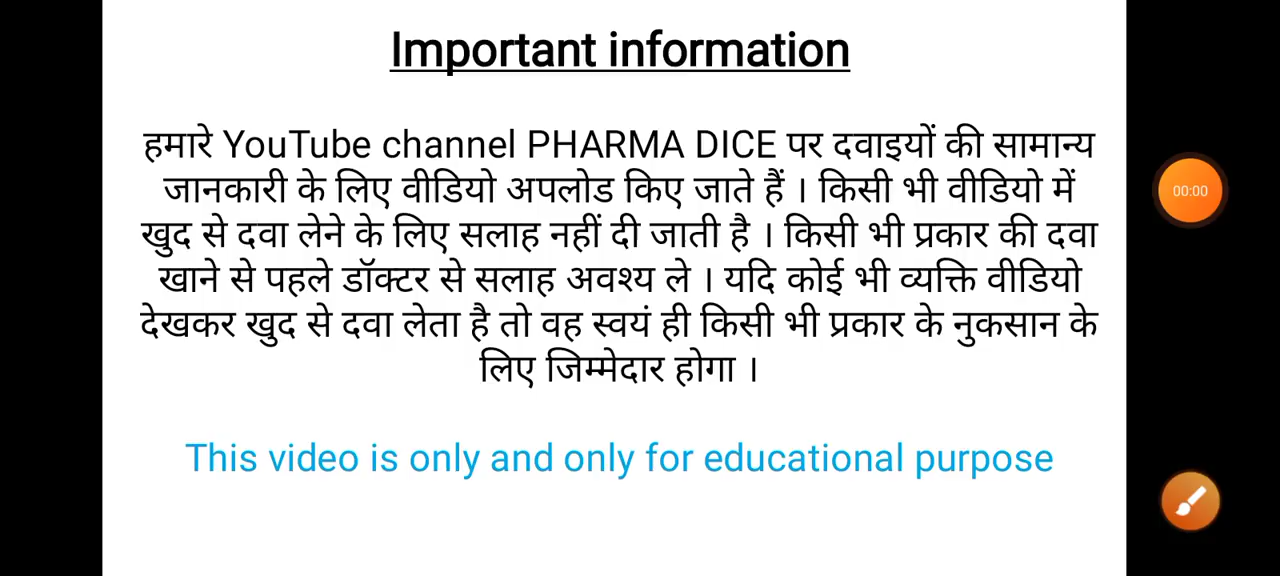 Important information
हमारे YouTube channel PHARMA DICE पर दवाइयों की सामान्य
जानकारी के लिए वीडियो अपलोड किए जाते हैं ।  किसी भी वीडियो में
खुद से दवा लेने के लिए सलाह नहीं दी जाती है । किसी भी प्रकार की दवा
खाने से पहले डॉक्टर से सलाह अवश्य ले । यदि कोई भी व्यक्ति वीडियो
देखकर खुद से दवा लेता है तो वह स्वयं ही किसी भी प्रकार के नुकसान के
लिए जिम्मेदार होगा ।
This video is only and only for educational purpose
00:00